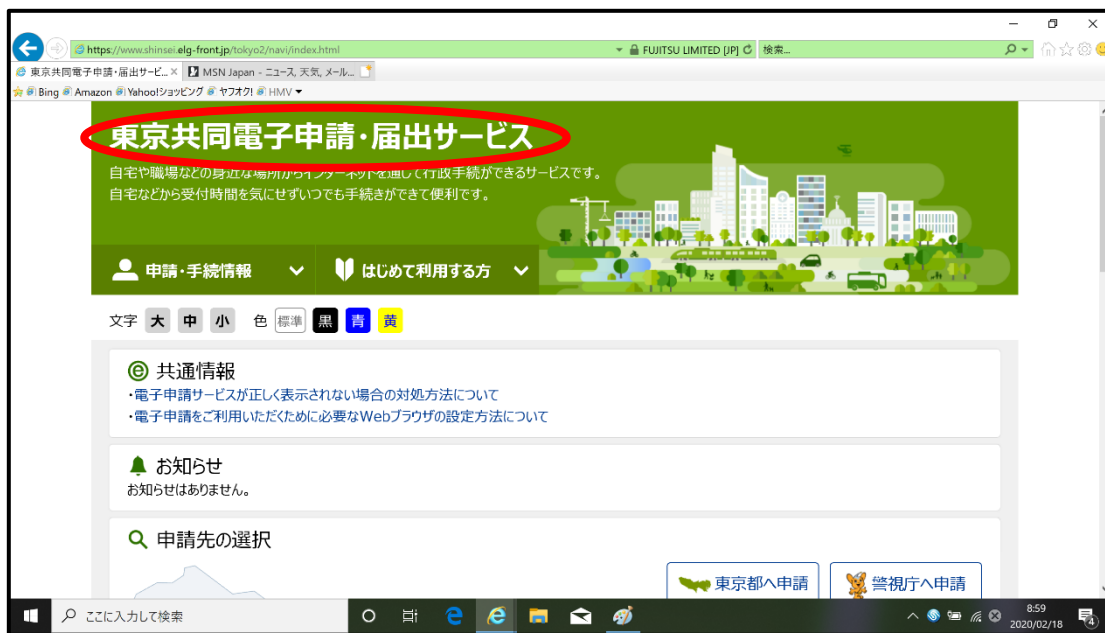 https://www.shinsei.elg-front.jp/tokyo2/navi/index.html
FUJITSU LIMITED [JP]
検索...
東京共同電子申請・届出サービ...
MSN Japan - ニュース, 天気, メール...
Bing Amazon Yahoo!ショッピング ヤフオク! HMV
東京共同電子申請・届出サービス
自宅や職場などの身近な場所からインターネットを通して行政手続ができるサービスです。
自宅などから受付時間を気にせずいつでも手続きができて便利です。
申請・手続情報
はじめて利用する方
文字 大 中 小 色 標準 黒 青 黄
共通情報
・電子申請サービスが正しく表示されない場合の対処方法について
・電子申請をご利用いただくために必要なWebブラウザの設定方法について
お知らせ
お知らせはありません。
申請先の選択
東京都へ申請
警視庁へ申請
ここに入力して検索
8:59
2020/02/18
4